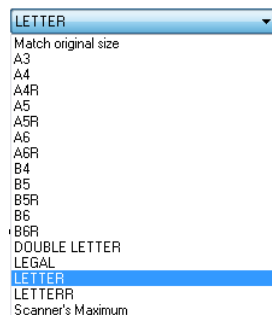 LETTER
Match original size
A3
A4
A4R
A5
A5R
A6
A6R
B4
B5
B5R
B6
B6R
DOUBLE LETTER
LEGAL
LETTER
LETTERR
Scanner's Maximum